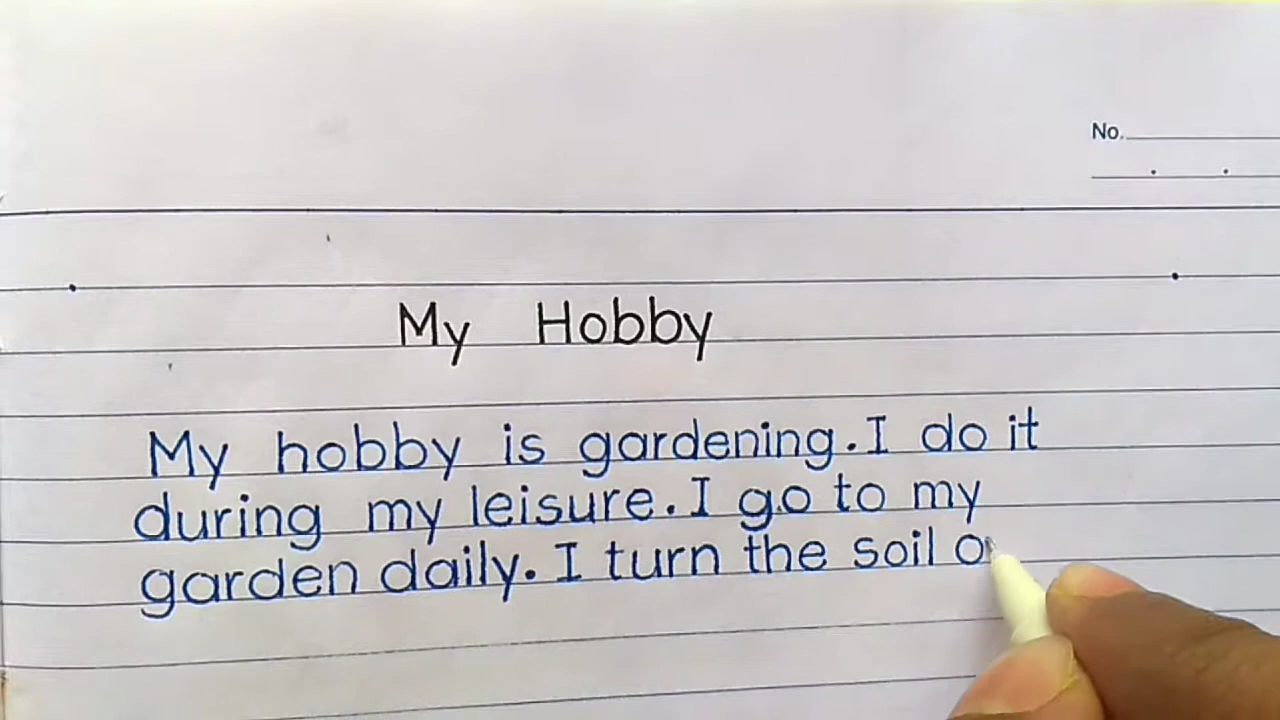 No.
My Hobby
My hobby is gardening. I do it
during my leisure. I go to my
garden daily. I turn the soil